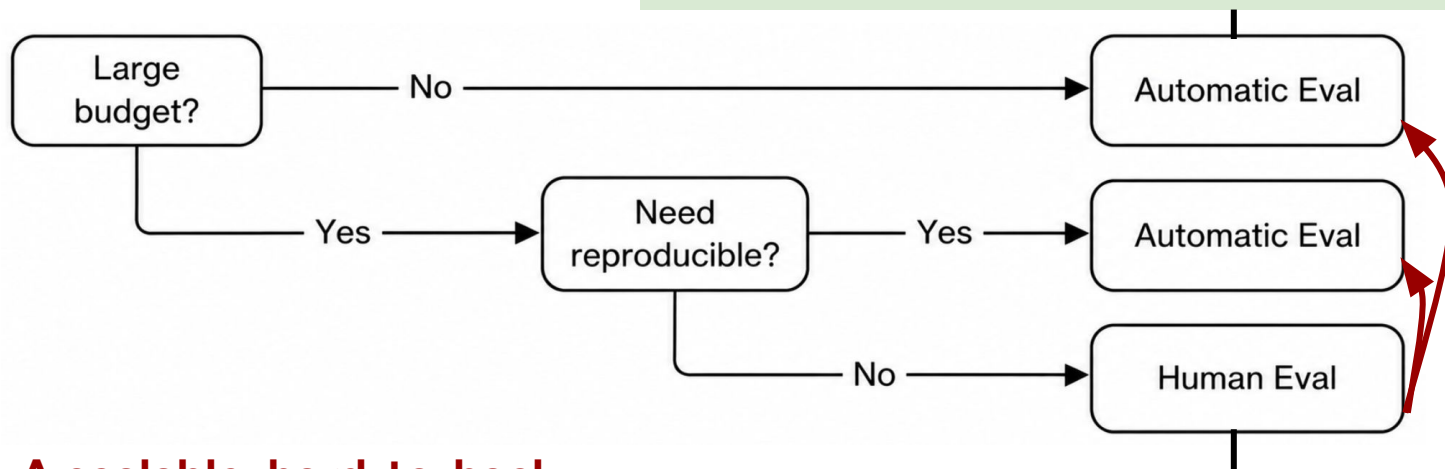 Large
budget?
No
Automatic Eval
Yes
Need
reproducible?
Yes
Automatic Eval
No
Human Eval